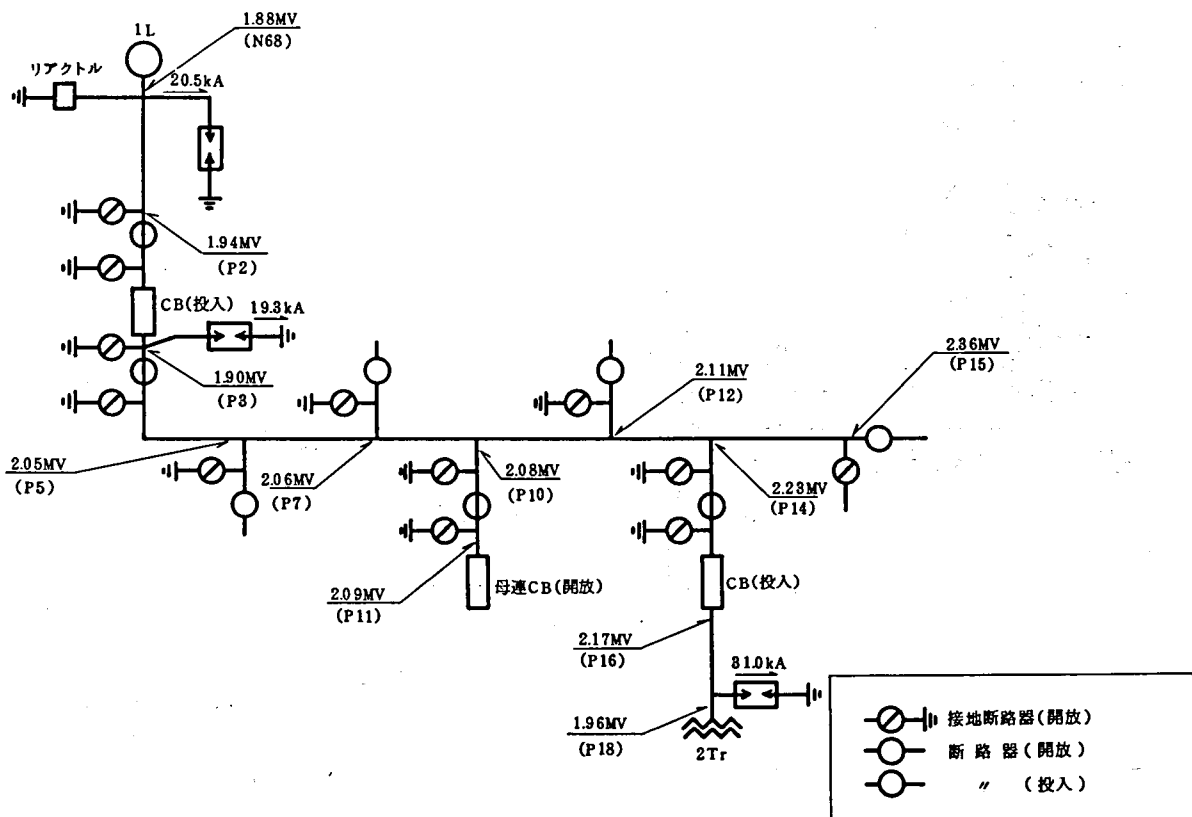 1L
1.88MV
(N68)
リアクトル
20.5kA
1.94MV
(P2)
CB(投入)
19.3kA
1.90MV
(P3)
2.05MV
(P5)
2.06MV
(P7)
2.08MV
(P10)
2.11MV
(P12)
2.36MV
(P15)
2.23MV
(P14)
2.09MV
(P11)
母連CB(開放)
CB(投入)
2.17MV
(P16)
31.0kA
1.96MV
(P18)
2Tr
接地断路器(開放)
断路器(開放)
〃 (投入)